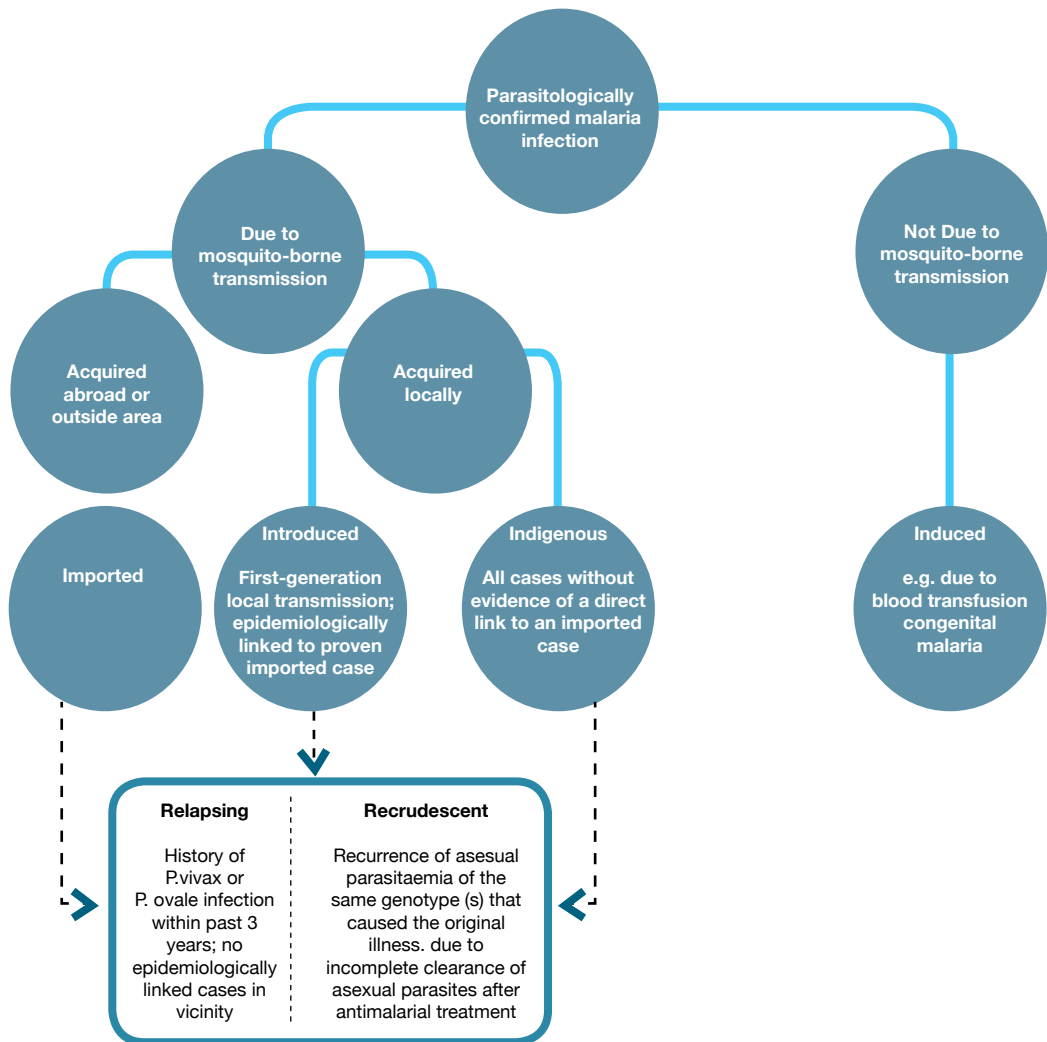 Parasitologically
confirmed malaria
infection
Due to
mosquito-borne
transmission
Not Due to
mosquito-borne
transmission
Acquired
abroad or
outside area
Acquired
locally
Imported
Introduced
First-generation
local transmission;
epidemiologically
linked to proven
imported case
Indigenous
All cases without
evidence of a direct
link to an imported
case
Induced
e.g. due to
blood transfusion
congenital
malaria
Relapsing
History of
P.vivax or
P. ovale infection
within past 3
years; no
epidemiologically
linked cases in
vicinity
Recrudescent
Recurrence of asesual
parasitaemia of the
same genotype (s) that
caused the original
illness. due to
incomplete clearance of
asexual parasites after
antimalarial treatment